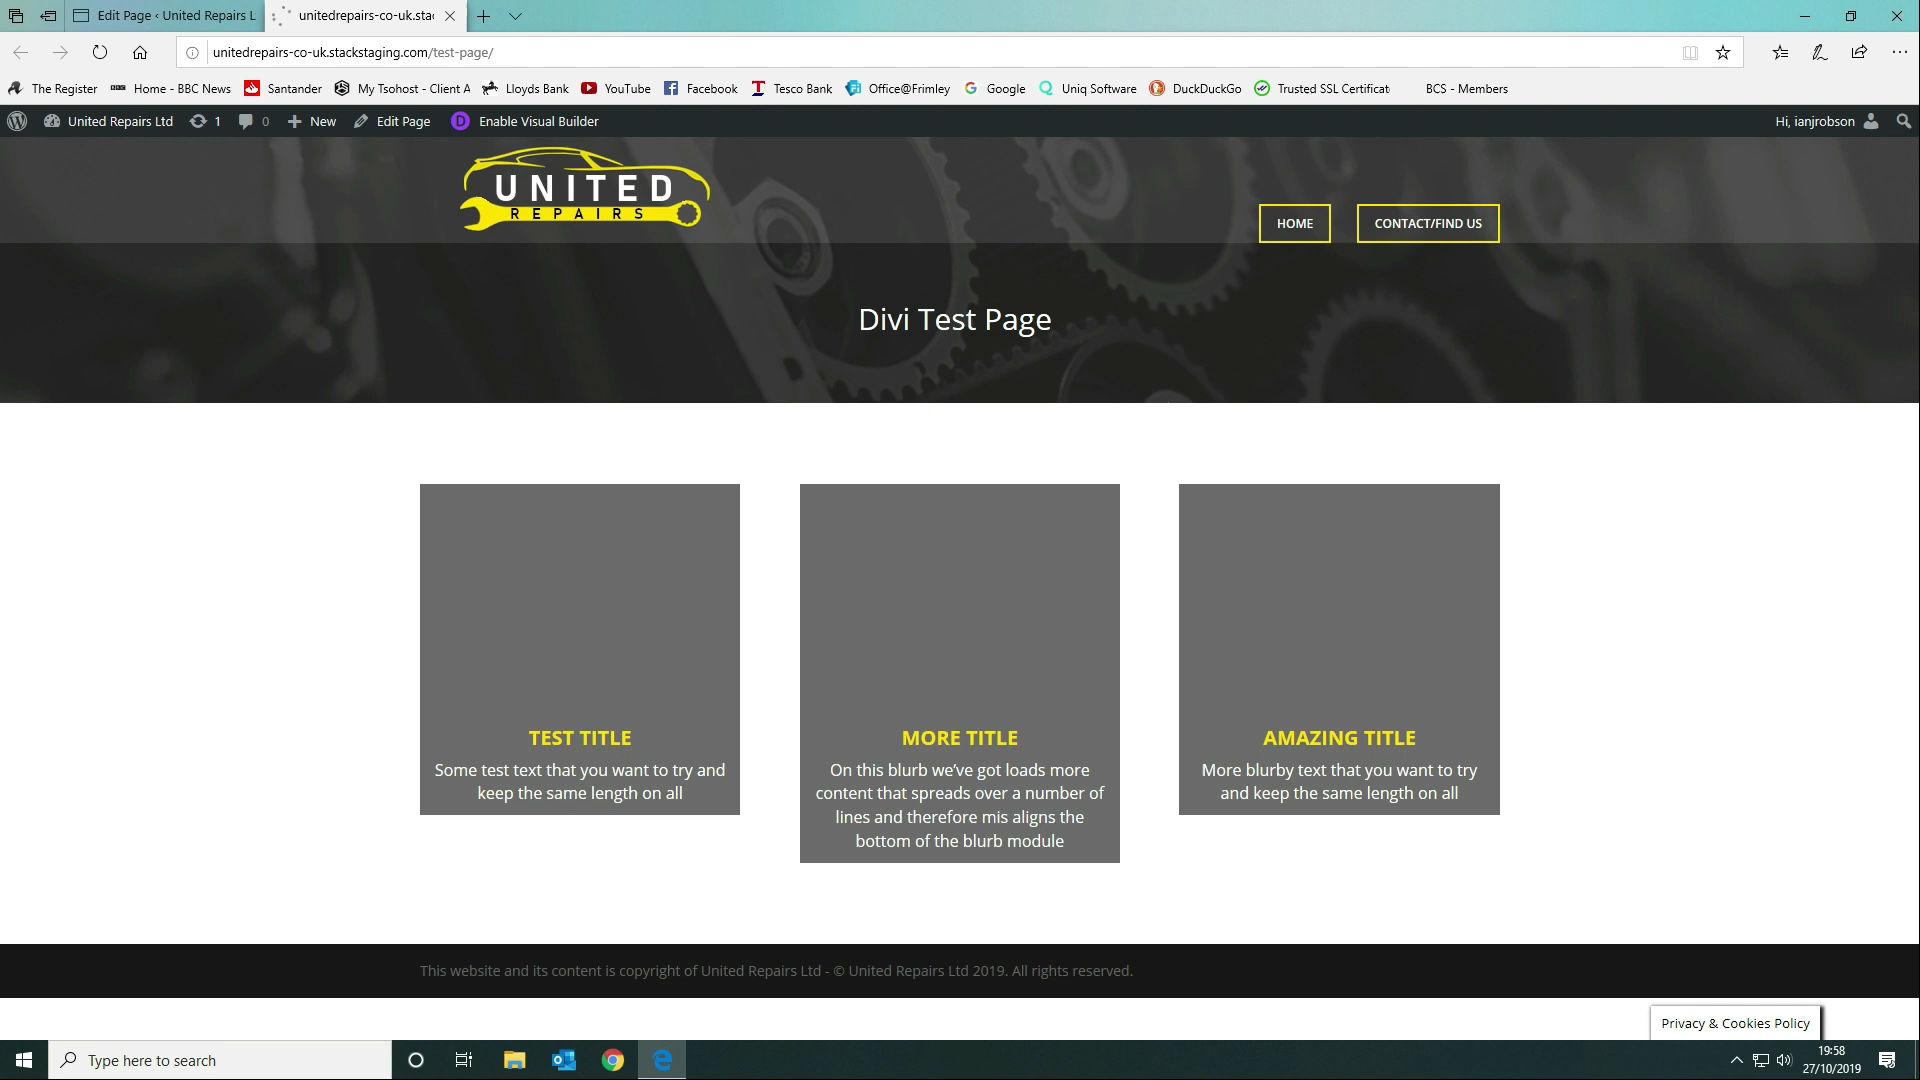 Edit Page ‹ United Repairs L
unitedrepairs-co-uk.sta
unitedrepairs-co-uk.stackstaging.com/test-page/
The Register
Home - BBC News
Santander
My Tsohost - Client A
Lloyds Bank
YouTube
Facebook
Tesco Bank
Office@Frimley
Google
Uniq Software
DuckDuckGo
Trusted SSL Certificat
BCS - Members
United Repairs Ltd
1
0
New
Edit Page
D
Enable Visual Builder
Hi, ianjrobson
UNITED
REPAIRS
HOME
CONTACT/FIND US
Divi Test Page
TEST TITLE
Some test text that you want to try and
keep the same length on all
MORE TITLE
On this blurb we’ve got loads more
content that spreads over a number of
lines and therefore mis aligns the
bottom of the blurb module
AMAZING TITLE
More blurby text that you want to try
and keep the same length on all
This website and its content is copyright of United Repairs Ltd - © United Repairs Ltd 2019. All rights reserved.
Privacy & Cookies Policy
Type here to search
19:58
27/10/2019